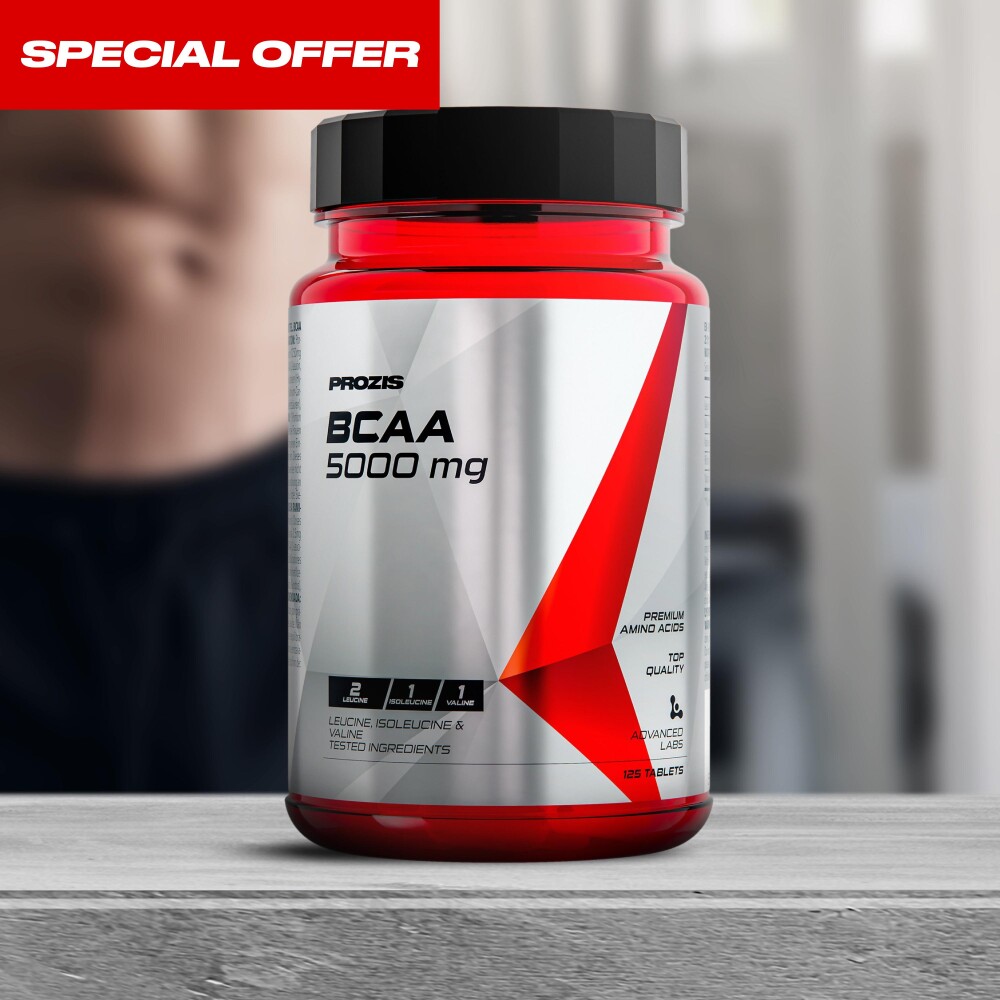 SPECIAL OFFER
PROZIS
BCAA
5000 mg
PREMIUM
AMINO ACIDS
TOP
QUALITY
2 1 1
LEUCINE ISOLEUCINE VALINE
LEUCINE, ISOLEUCINE &
VALINE
TESTED INGREDIENTS
ADVANCED
LABS
125 TABLETS